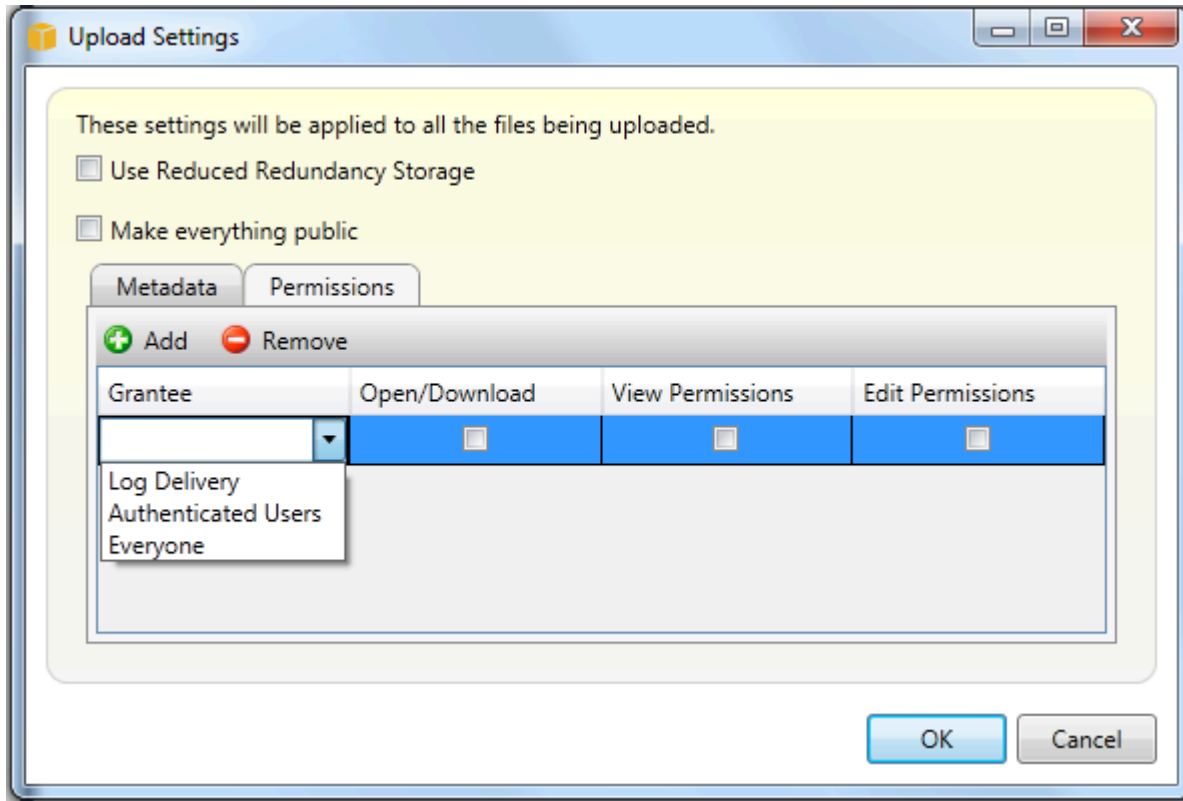 Upload Settings
These settings will be applied to all the files being uploaded.
Use Reduced Redundancy Storage
Make everything public
Metadata Permissions
Add Remove
Grantee Open/Download View Permissions Edit Permissions
Log Delivery
Authenticated Users
Everyone
OK Cancel